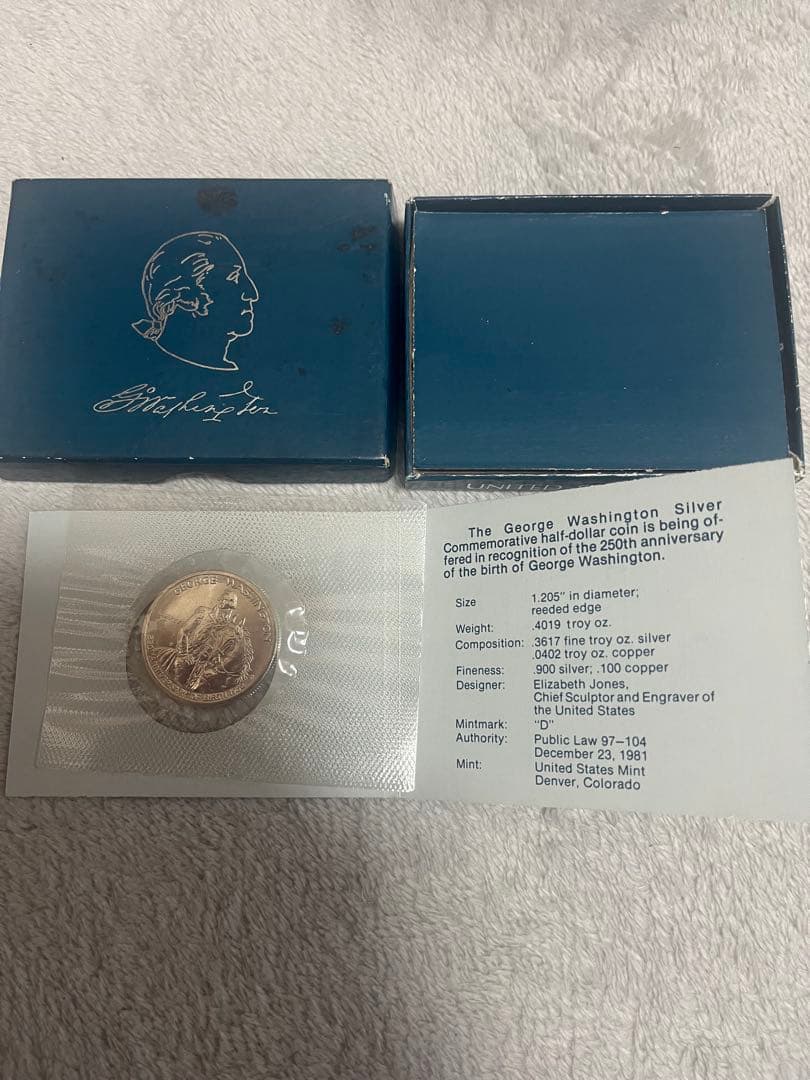 G Washington
UNITED
The George Washington Silver
Commemorative half-dollar coin is being of-
fered in recognition of the 250th anniversary
of the birth of George Washington.
Size 1.205" in diameter;
reeded edge
Weight: .4019 troy oz.
Composition: .3617 fine troy oz. silver
.0402 troy oz. copper
Fineness: .900 silver; .100 copper
Designer: Elizabeth Jones,
Chief Sculptor and Engraver of
the United States
Mintmark: "D"
Authority: Public Law 97–104
December 23, 1981
Mint: United States Mint
Denver, Colorado
GEORGE WASHINGTON